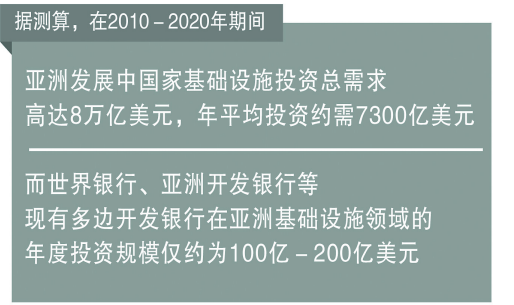 据测算，在2010－2020年期间
亚洲发展中国家基础设施投资总需求
高达8万亿美元，年平均投资约需7300亿美元
而世界银行、亚洲开发银行等
现有多边开发银行在亚洲基础设施领域的
年度投资规模仅约为100亿－200亿美元